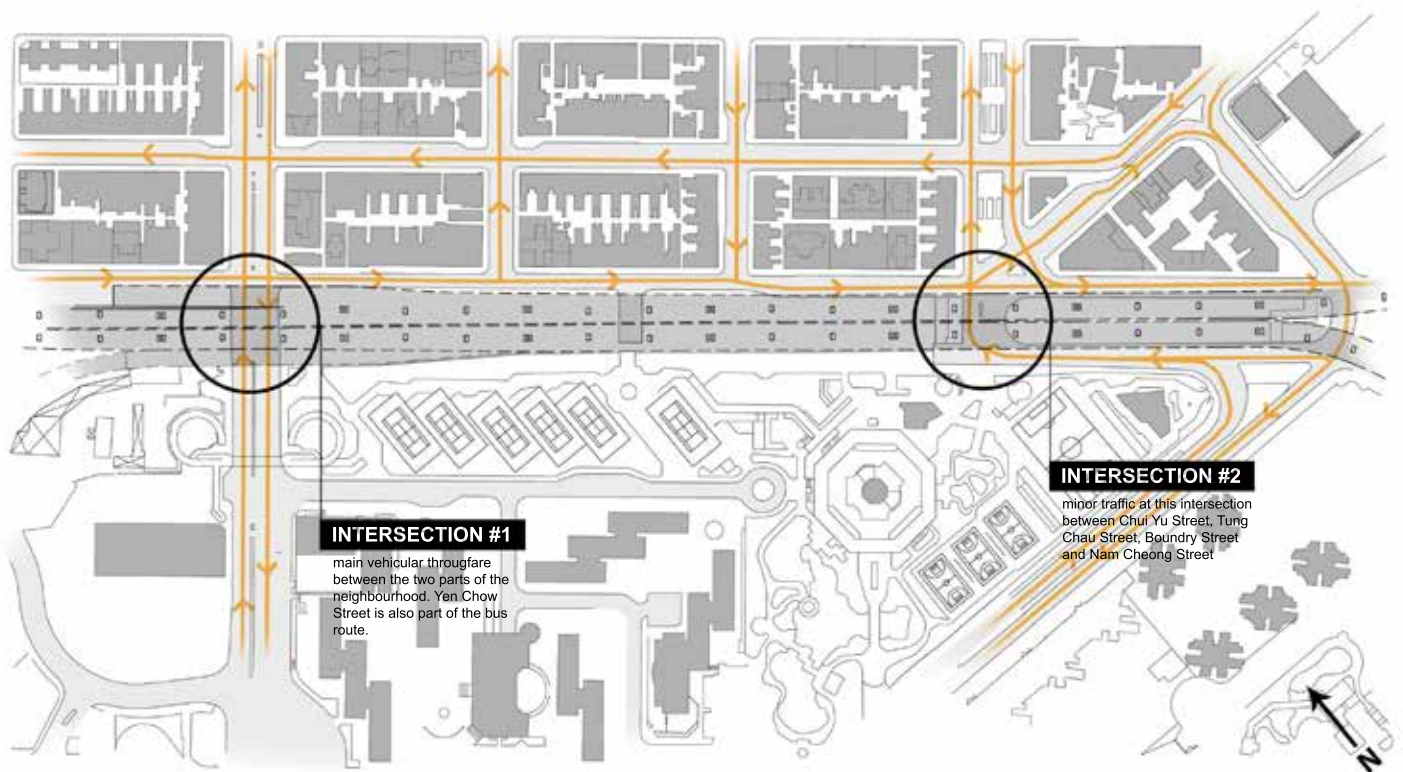 INTERSECTION #1
main vehicular througfare
between the two parts of the
neighbourhood. Yen Chow
Street is also part of the bus
route.
INTERSECTION #2
minor traffic at this intersection
between Chui Yu Street, Tung
Chau Street, Boundry Street
and Nam Cheong Street
N